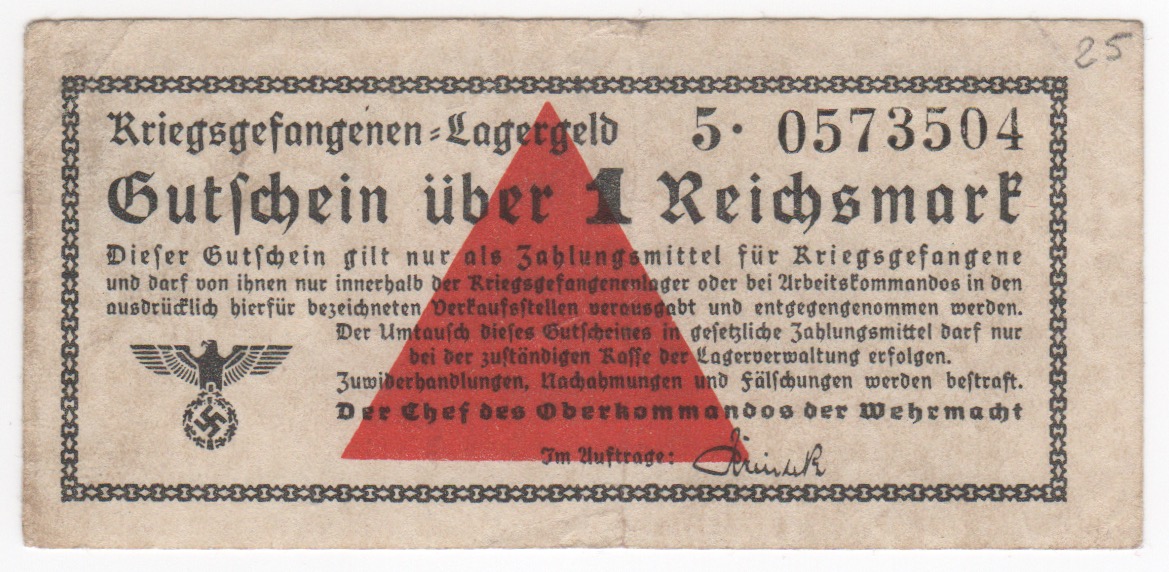 25
Kriegsgefangenen-Lagergeld 5· 0573504
Gutschein über 1 Reichsmark
Dieser Gutschein gilt nur als Zahlungsmittel für Kriegsgefangene
und darf von ihnen nur innerhalb der Kriegsgefangenenlager oder bei Arbeitskommandos in den
ausdrücklich hierfür bezeichneten Verkaufsstellen verausgabt und entgegengenommen werden.
Der Umtausch dieses Gutscheines in gesetzliche Zahlungsmittel darf nur
bei der zuständigen Kasse der Lagerverwaltung erfolgen.
Zuwiderhandlungen, Nachahmungen und Fälschungen werden bestraft.
Der Chef des Oberkommandos der Wehrmacht
Im Auftrage: